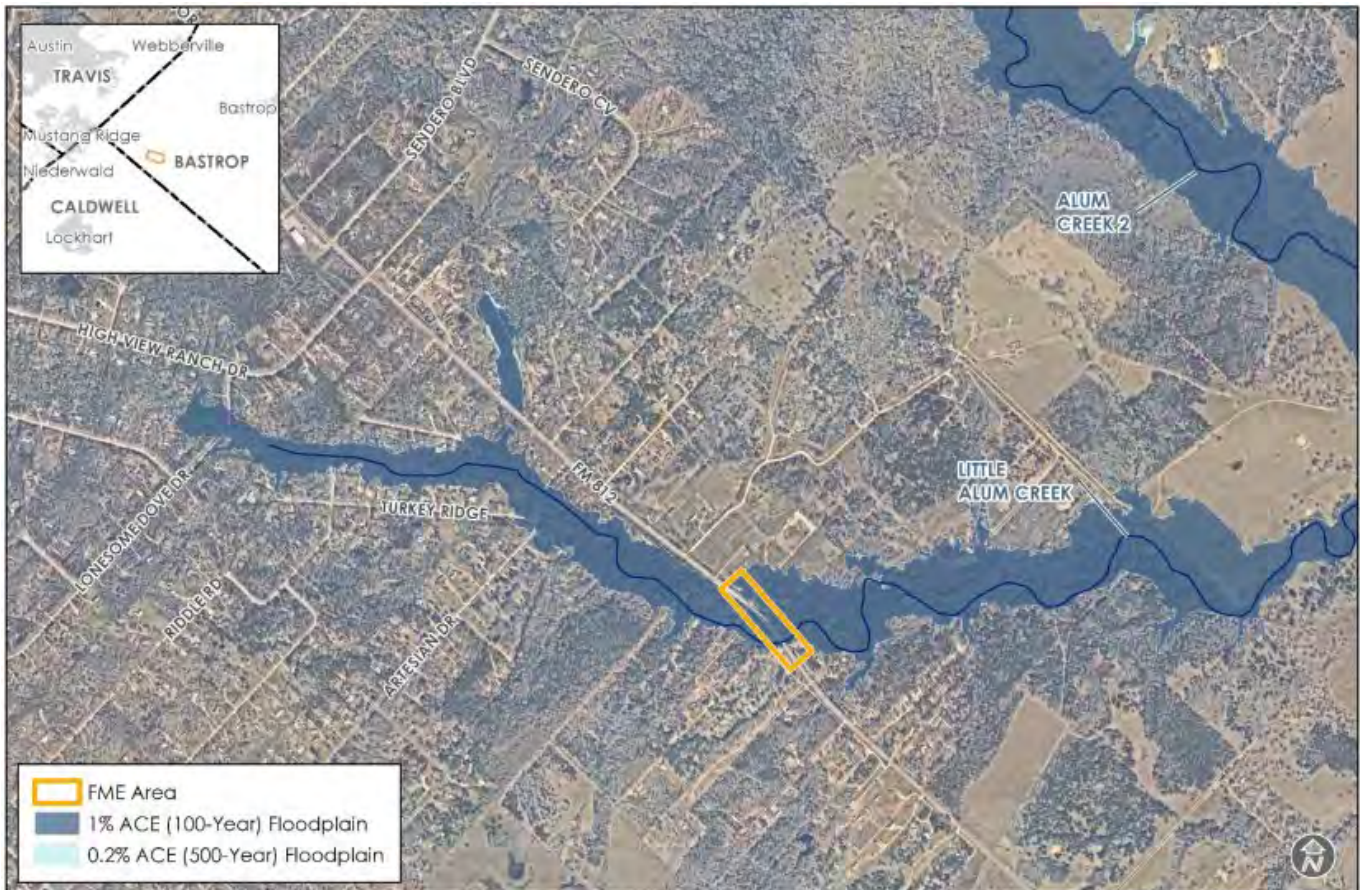 Austin
Webberville
TRAVIS
Bastrop
Mustang Ridge
BASTROP
Niederwald
CALDWELL
Lockhart
SENDERO BLVD
SENDERO CV
ALUM
CREEK 2
HIGH VIEW RANCH DR
FM 812
LITTLE
ALUM CREEK
TURKEY RIDGE
LONESOME DOVE DR
RIDDLE RD
ARTESIAN DR
FME Area
1% ACE (100-Year) Floodplain
0.2% ACE (500-Year) Floodplain
N